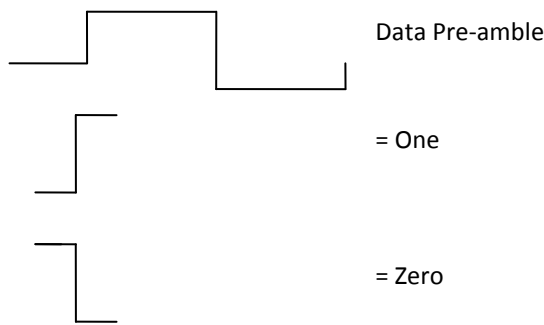 Data Pre-amble
= One
= Zero